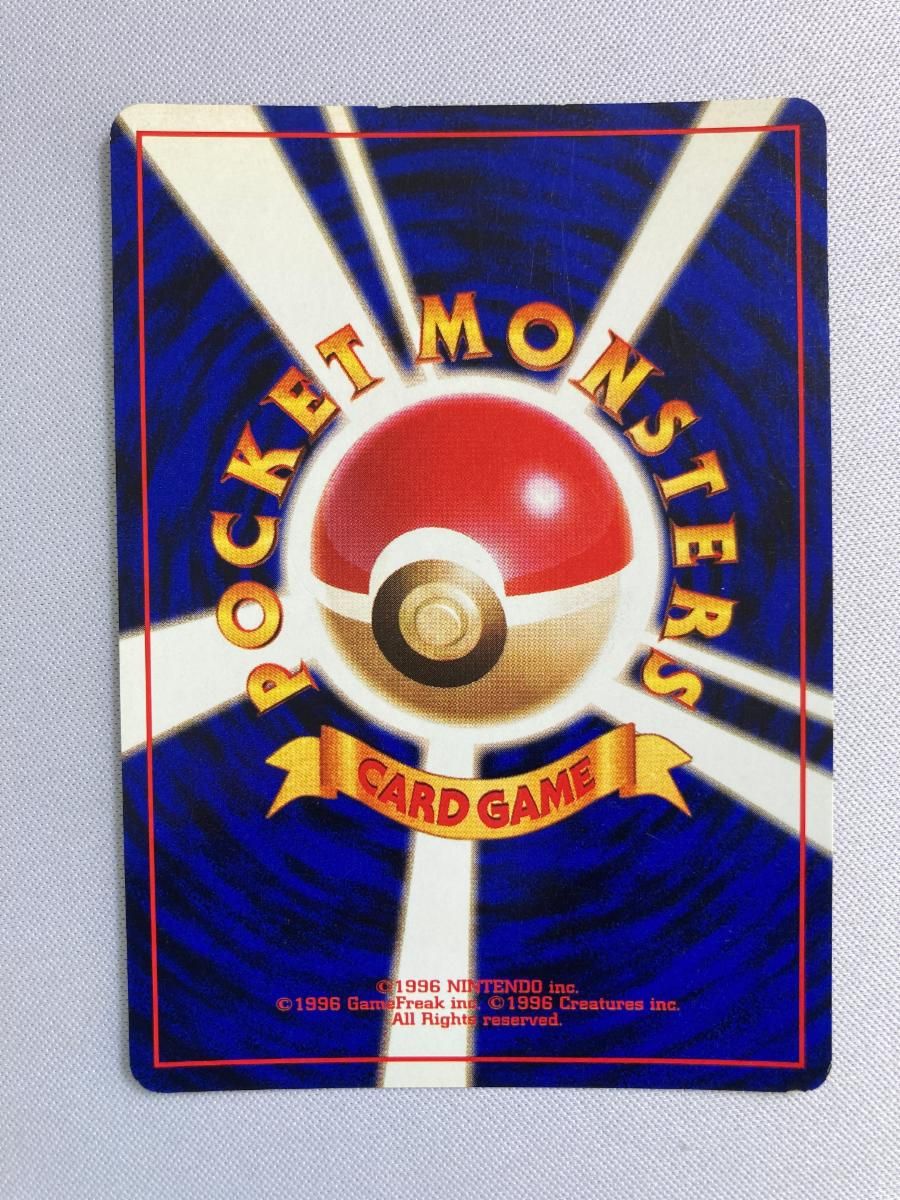 POCKET MONSTERS
CARD GAME
©1996 NINTENDO inc.
©1996 GameFreak inc. ©1996 Creatures inc.
All Rights reserved.